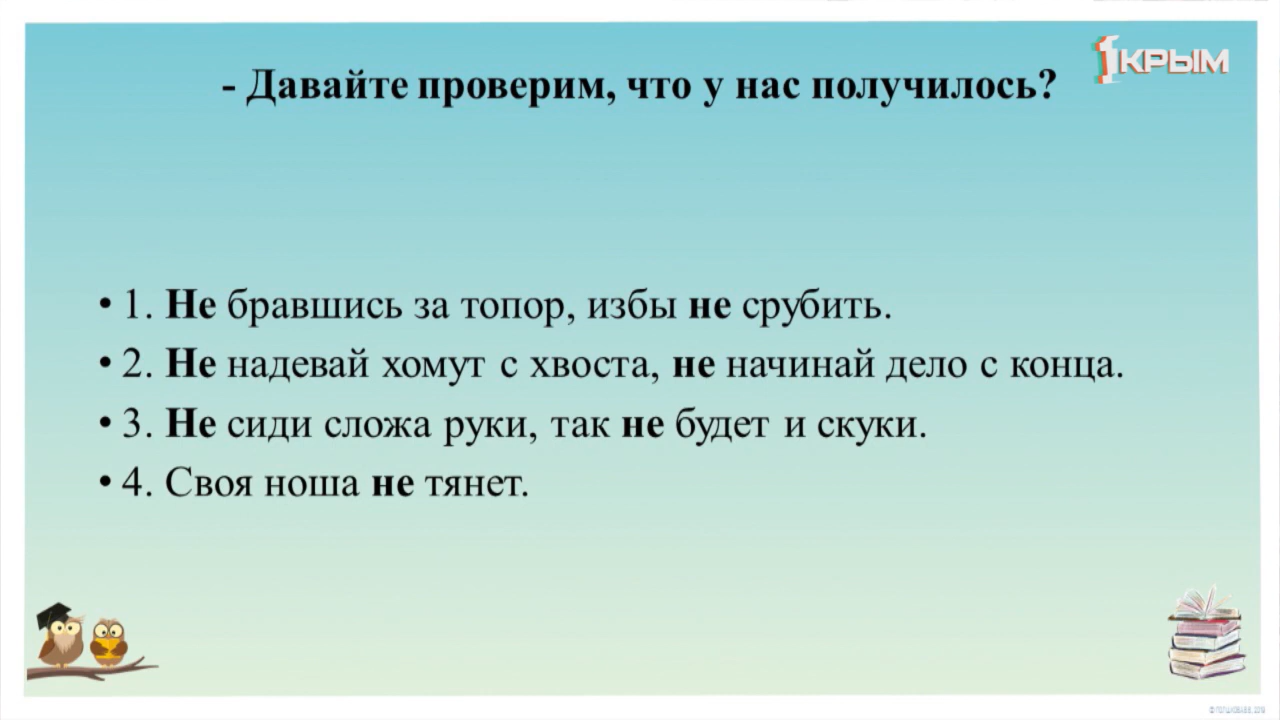 1КРЫМ
- Давайте проверим, что у нас получилось?
• 1. Не бравшись за топор, избы не срубить.
• 2. Не надевай хомут с хвоста, не начинай дело с конца.
• 3. Не сиди сложа руки, так не будет и скуки.
• 4. Своя ноша не тянет.